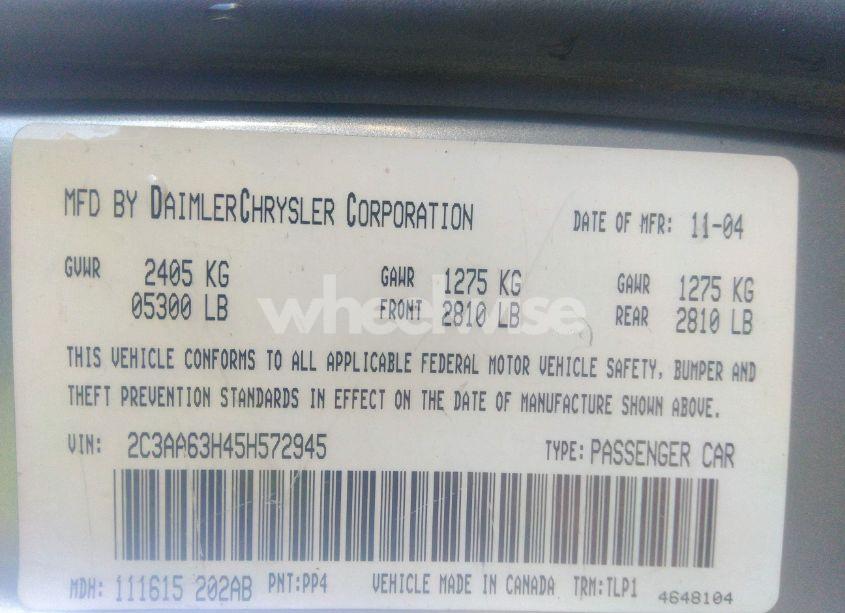 MFD BY DAIMLERCHRYSLER CORPORATION DATE OF MFR: 11-04
GVWR 2405 KG GAWR 1275 KG GAWR 1275 KG
05300 LB FRONT 2810 LB REAR 2810 LB
wheelwise
THIS VEHICLE CONFORMS TO ALL APPLICABLE FEDERAL MOTOR VEHICLE SAFETY, BUMPER AND
THEFT PREVENTION STANDARDS IN EFFECT ON THE DATE OF MANUFACTURE SHOWN ABOVE.
VIN: 2C3AA63H45H572945 TYPE: PASSENGER CAR
MDH: 111615 202AB PNT:PP4 VEHICLE MADE IN CANADA TRM:TLP1 4648104